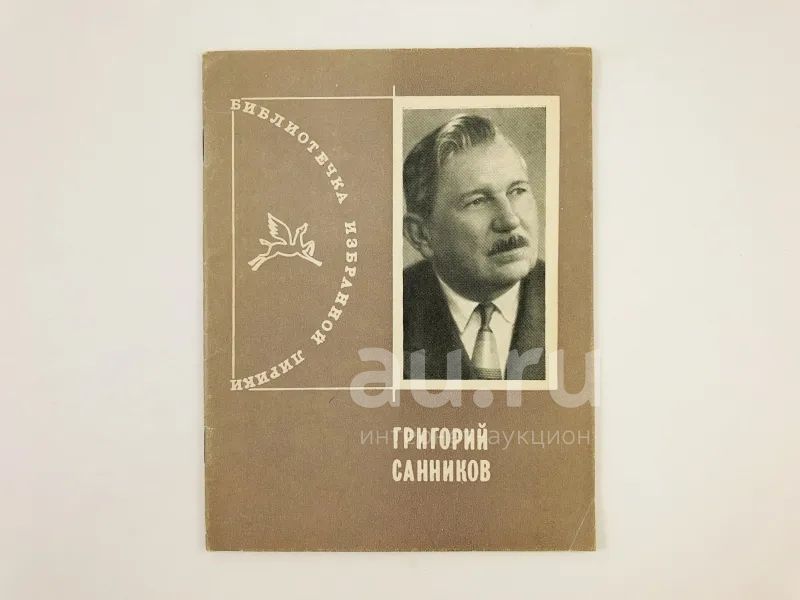 БИБЛИОТЕЧКА ИЗБРАННОЙ ЛИРИКИ
au.ru
интернет-аукцион
ГРИГОРИЙ
САННИКОВ